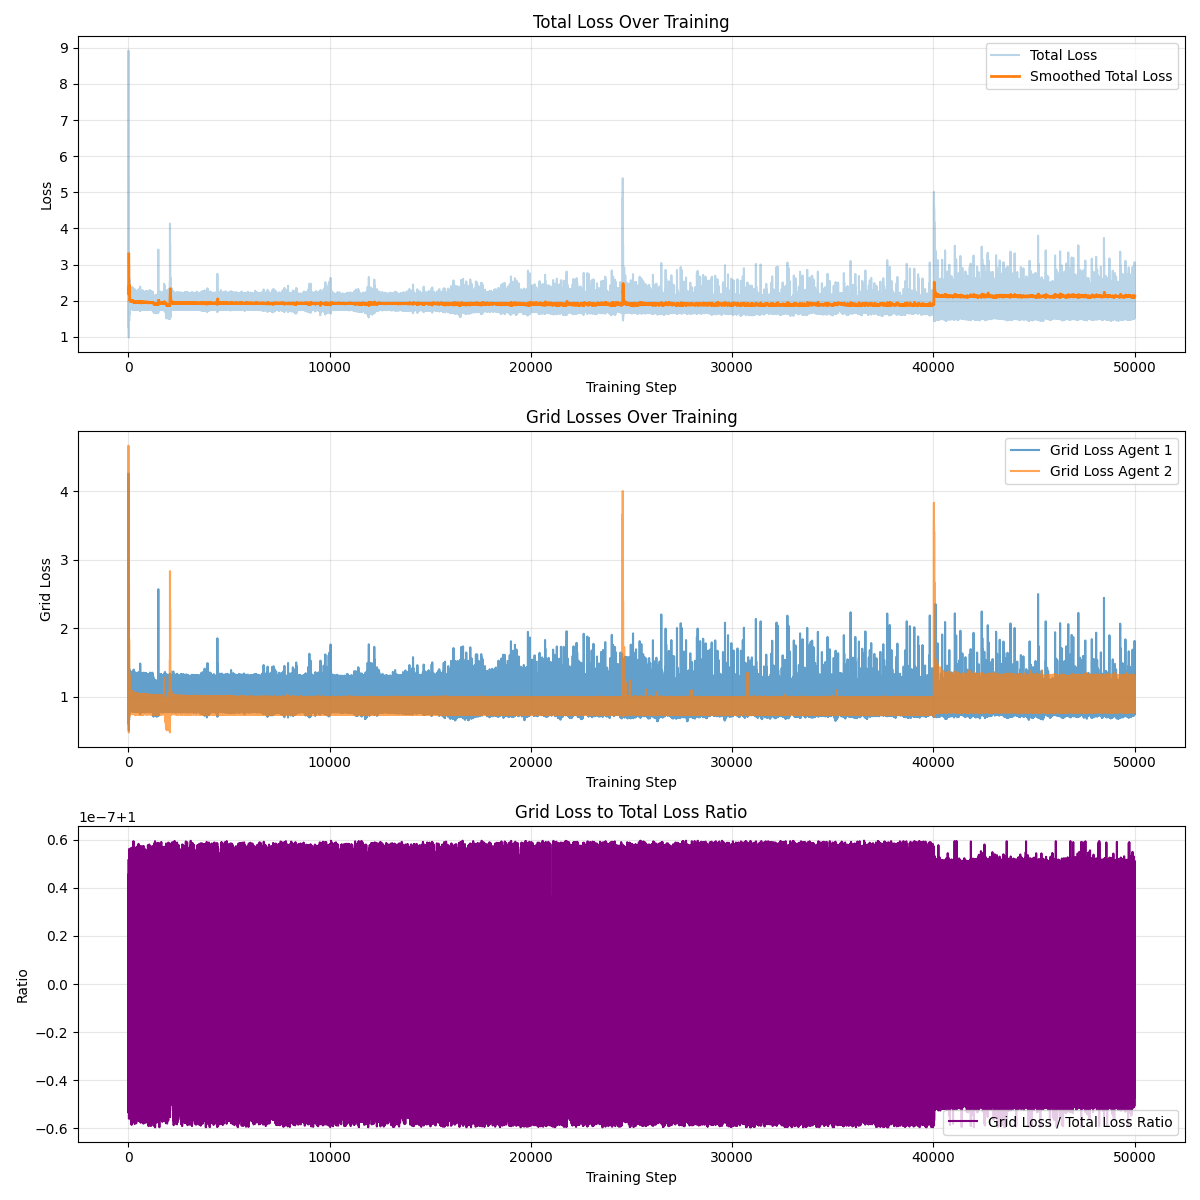 Total Loss Over Training
9
8
7
6
5
4
3
2
1
Loss
Total Loss
Smoothed Total Loss
0
10000
20000
30000
40000
50000
Training Step
Grid Losses Over Training
4
3
2
1
Grid Loss
Grid Loss Agent 1
Grid Loss Agent 2
0
10000
20000
30000
40000
50000
Training Step
Grid Loss to Total Loss Ratio
1e−7+1
0.6
0.4
0.2
0.0
−0.2
−0.4
−0.6
Ratio
Grid Loss / Total Loss Ratio
0
10000
20000
30000
40000
50000
Training Step